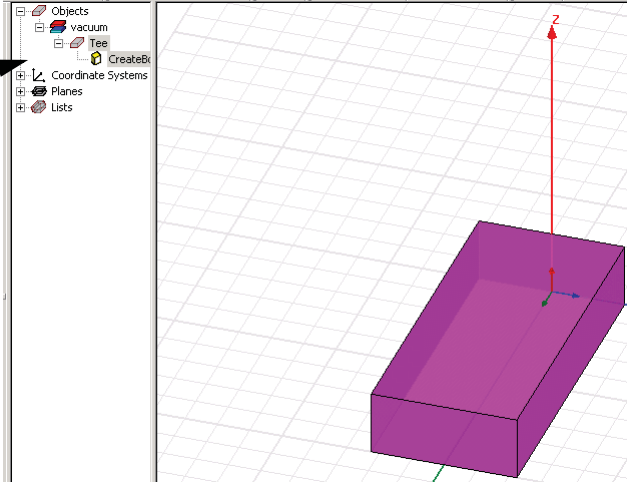 Objects
vacuum
Tee
CreateBo
Coordinate Systems
Planes
Lists
Z